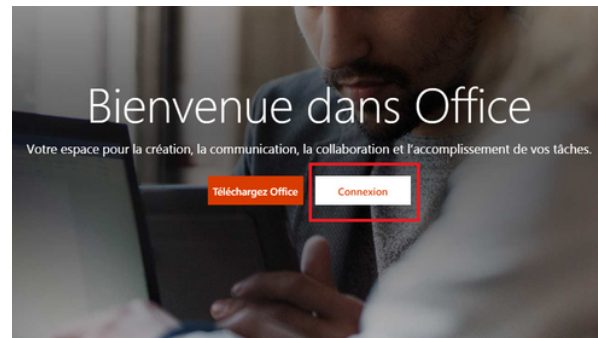 Bienvenue dans Office
Votre espace pour la création, la communication, la collaboration et l'accomplissement de vos tâches.
Téléchargez Office
Connexion